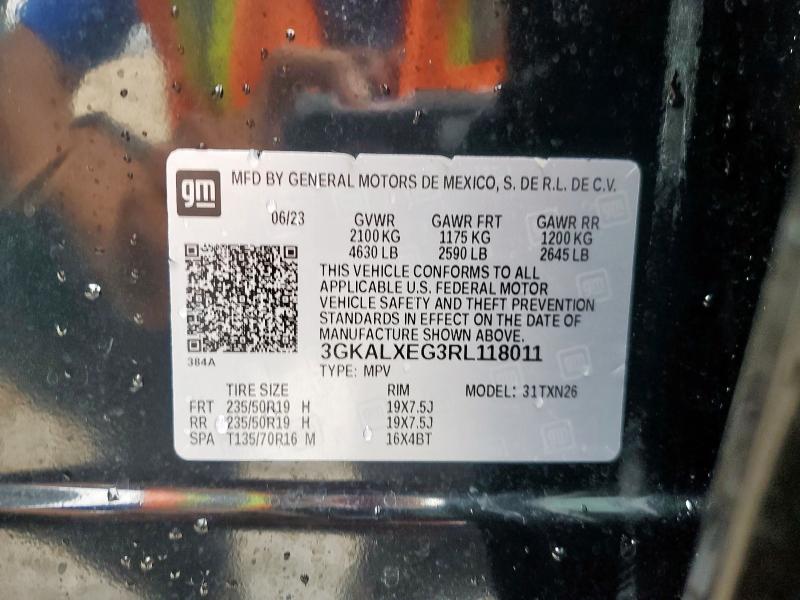 gm MFD BY GENERAL MOTORS DE MEXICO, S. DE R.L. DE C.V.
06/23 GVWR GAWR FRT GAWR RR
2100 KG 1175 KG 1200 KG
4630 LB 2590 LB 2645 LB
THIS VEHICLE CONFORMS TO ALL
APPLICABLE U.S. FEDERAL MOTOR
VEHICLE SAFETY AND THEFT PREVENTION
STANDARDS IN EFFECT ON THE DATE OF
MANUFACTURE SHOWN ABOVE.
3GKALXEG3RL118011
384A
TYPE: MPV
TIRE SIZE RIM MODEL: 31TXN26
FRT 235/50R19 H 19X7.5J
RR 235/50R19 H 19X7.5J
SPA T135/70R16 M 16X4BT